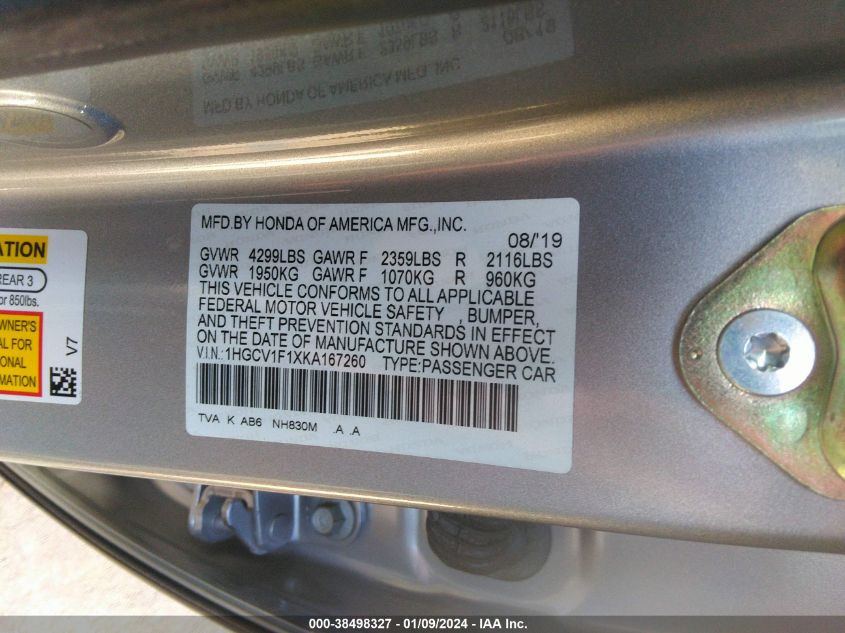 MFD.BY HONDA OF AMERICA MFG.,INC.
08/'19
GVWR 4299LBS GAWR F 2359LBS R 2116LBS
GVWR 1950KG GAWR F 1070KG R 960KG
THIS VEHICLE CONFORMS TO ALL APPLICABLE
FEDERAL MOTOR VEHICLE SAFETY , BUMPER,
AND THEFT PREVENTION STANDARDS IN EFFECT
ON THE DATE OF MANUFACTURE SHOWN ABOVE.
V.I.N.:1HGCV1F1XKA167260 TYPE:PASSENGER CAR
TVA K AB6 NH830M .A .A
ATION
REAR 3
or 850lbs.
WNER'S
AL FOR
IONAL
MATION
V7
000-38498327 - 01/09/2024 - IAA Inc.